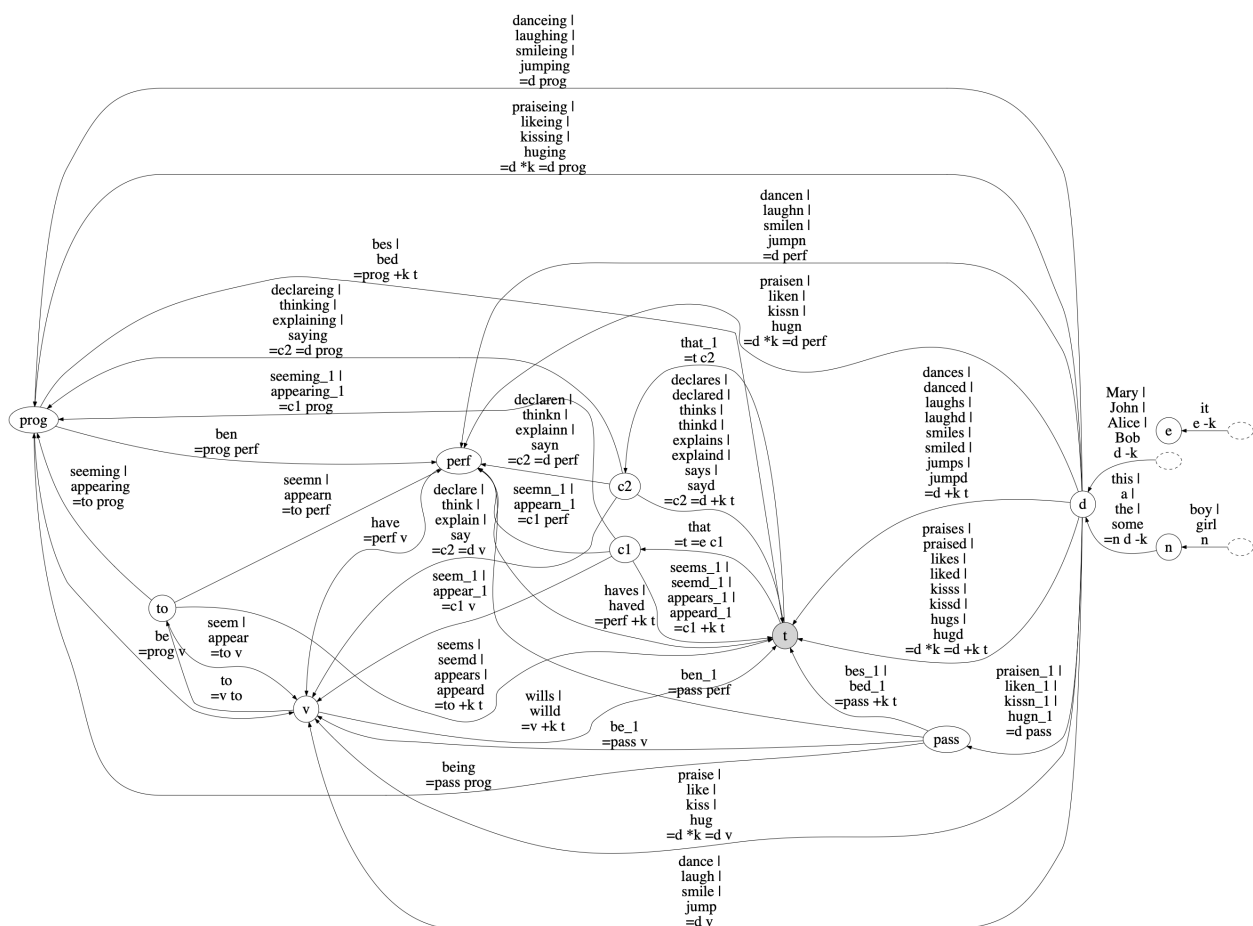 danceing |
laughing |
smileing |
jumping
=d prog
praiseing |
likeing |
kissing |
huging
=d *k =d prog
dancen |
laughn |
smilen |
jumpn
=d perf
bes |
bed
=prog +k t
praisen |
liken |
kissn |
hugn
=d *k =d perf
declareing |
thinking |
explaining |
saying
=c2 =d prog
that_1
=t c2
seeming_1 |
appearing_1
=c1 prog
declares |
declared |
thinks |
thinkd |
explains |
explaind |
says |
sayd
=c2 =d +k t
dances |
danced |
laughs |
laughd |
smiles |
smiled |
jumps |
jumpd
=d +k t
Mary |
John |
Alice |
Bob
d -k
it
e -k
e
declaren |
thinkn |
explainn |
sayn
=c2 =d perf
prog
ben
=prog perf
perf
c2
d
this |
a |
the |
some
=n d -k
boy |
girl
n
n
seeming |
appearing
=to prog
seemn |
appearn
=to perf
have
=perf v
declare |
think |
explain |
say
=c2 =d v
seemn_1 |
appearn_1
=c1 perf
that
=t =e c1
c1
praises |
praised |
likes |
liked |
kisss |
kissd |
hugs |
hugd
=d *k =d +k t
seem_1 |
appear_1
=c1 v
haves |
haved
=perf +k t
seems_1 |
seemd_1 |
appears_1 |
appeard_1
=c1 +k t
to
be
=prog v
seem |
appear
=to v
to
=v to
t
seems |
seemd |
appears |
appeard
=to +k t
wills |
willd
=v +k t
v
ben_1
=pass perf
bes_1 |
bed_1
=pass +k t
praisen_1 |
liken_1 |
kissn_1 |
hugn_1
=d pass
be_1
=pass v
pass
being
=pass prog
praise |
like |
kiss |
hug
=d *k =d v
dance |
laugh |
smile |
jump
=d v